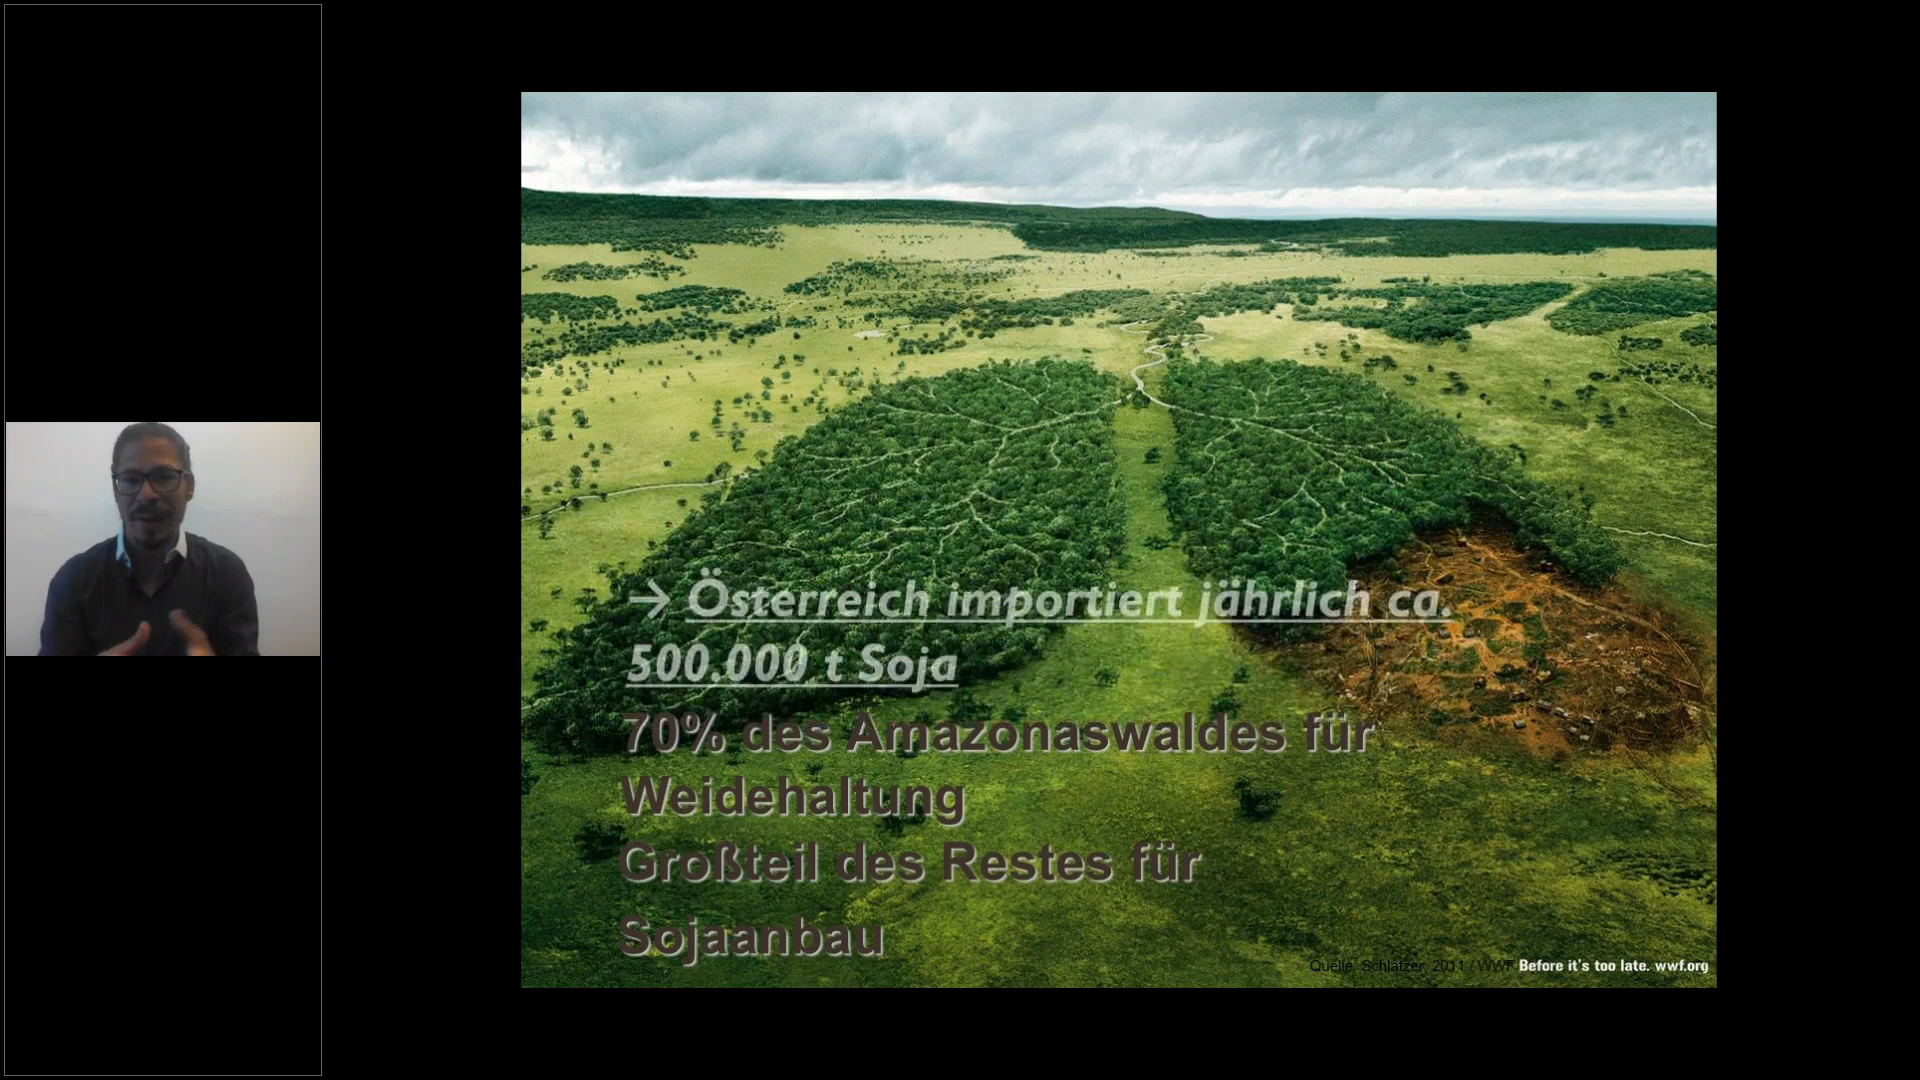 → Österreich importiert jährlich ca.
500.000 t Soja
70% des Amazonaswaldes für
Weidehaltung
Großteil des Restes für
Sojaanbau
Quelle: Schlatzer, 2011 / WWF Before it's too late. wwf.org